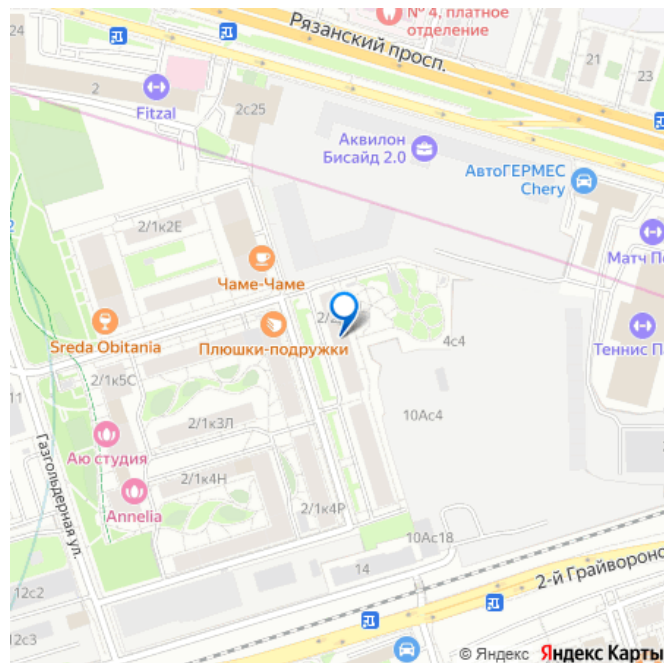 № 4, платное
отделение
Рязанский просп.
21
23
2
Fitzal
2с25
Аквилон
Бисайд 2.0
АвтоГЕРМЕС
Chery
2/1к2Е
Матч По
Чаме-Чаме
2/2
Sreda Obitania
Плюшки-подружки
4с4
Теннис П
2/1к5С
11
10Ас4
2/1к3Л
Аю студия
Газгольдерная ул.
2/1к4Н
Annelia
2/1к4Р
10Ас18
14
2-й Грайвороно
12с2
12с3
© Яндекс Яндекс Карты